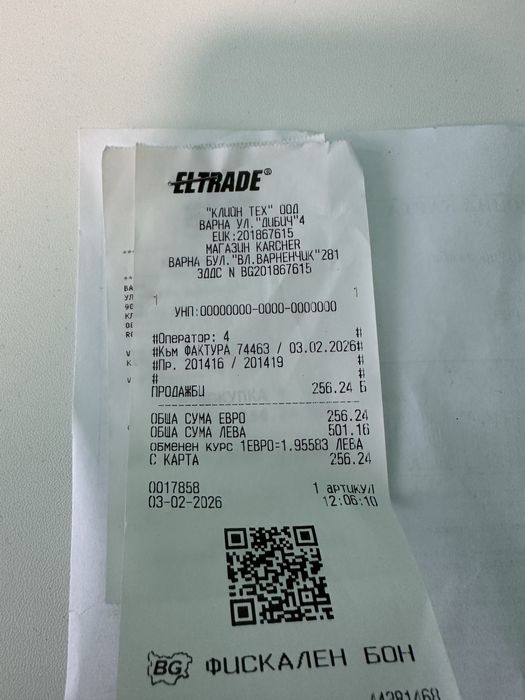 ELTRADE®
"КЛИЙН ТЕХ" ООД
ВАРНА УЛ."ДИБИЧ"4
ЕИК:201867615
МАГАЗИН KARCHER
ВАРНА БУЛ."ВЛ.ВАРНЕНЧИК"281
ЗДДС N BG201867615
1 1
УНП:00000000-0000-0000000
#Оператор: 4 #
#Към ФАКТУРА 74463 / 03.02.2026#
#Пр. 201416 / 201419 #
# #
ПРОДАЖБИ 256.24 Б
ОБЩА СУМА ЕВРО 256.24
ОБЩА СУМА ЛЕВА 501.16
Обменен курс 1ЕВРО=1.95583 ЛЕВА
С КАРТА 256.24
0017858 1 артикул
03-02-2026 12:06:10
BG ФИСКАЛЕН БОН